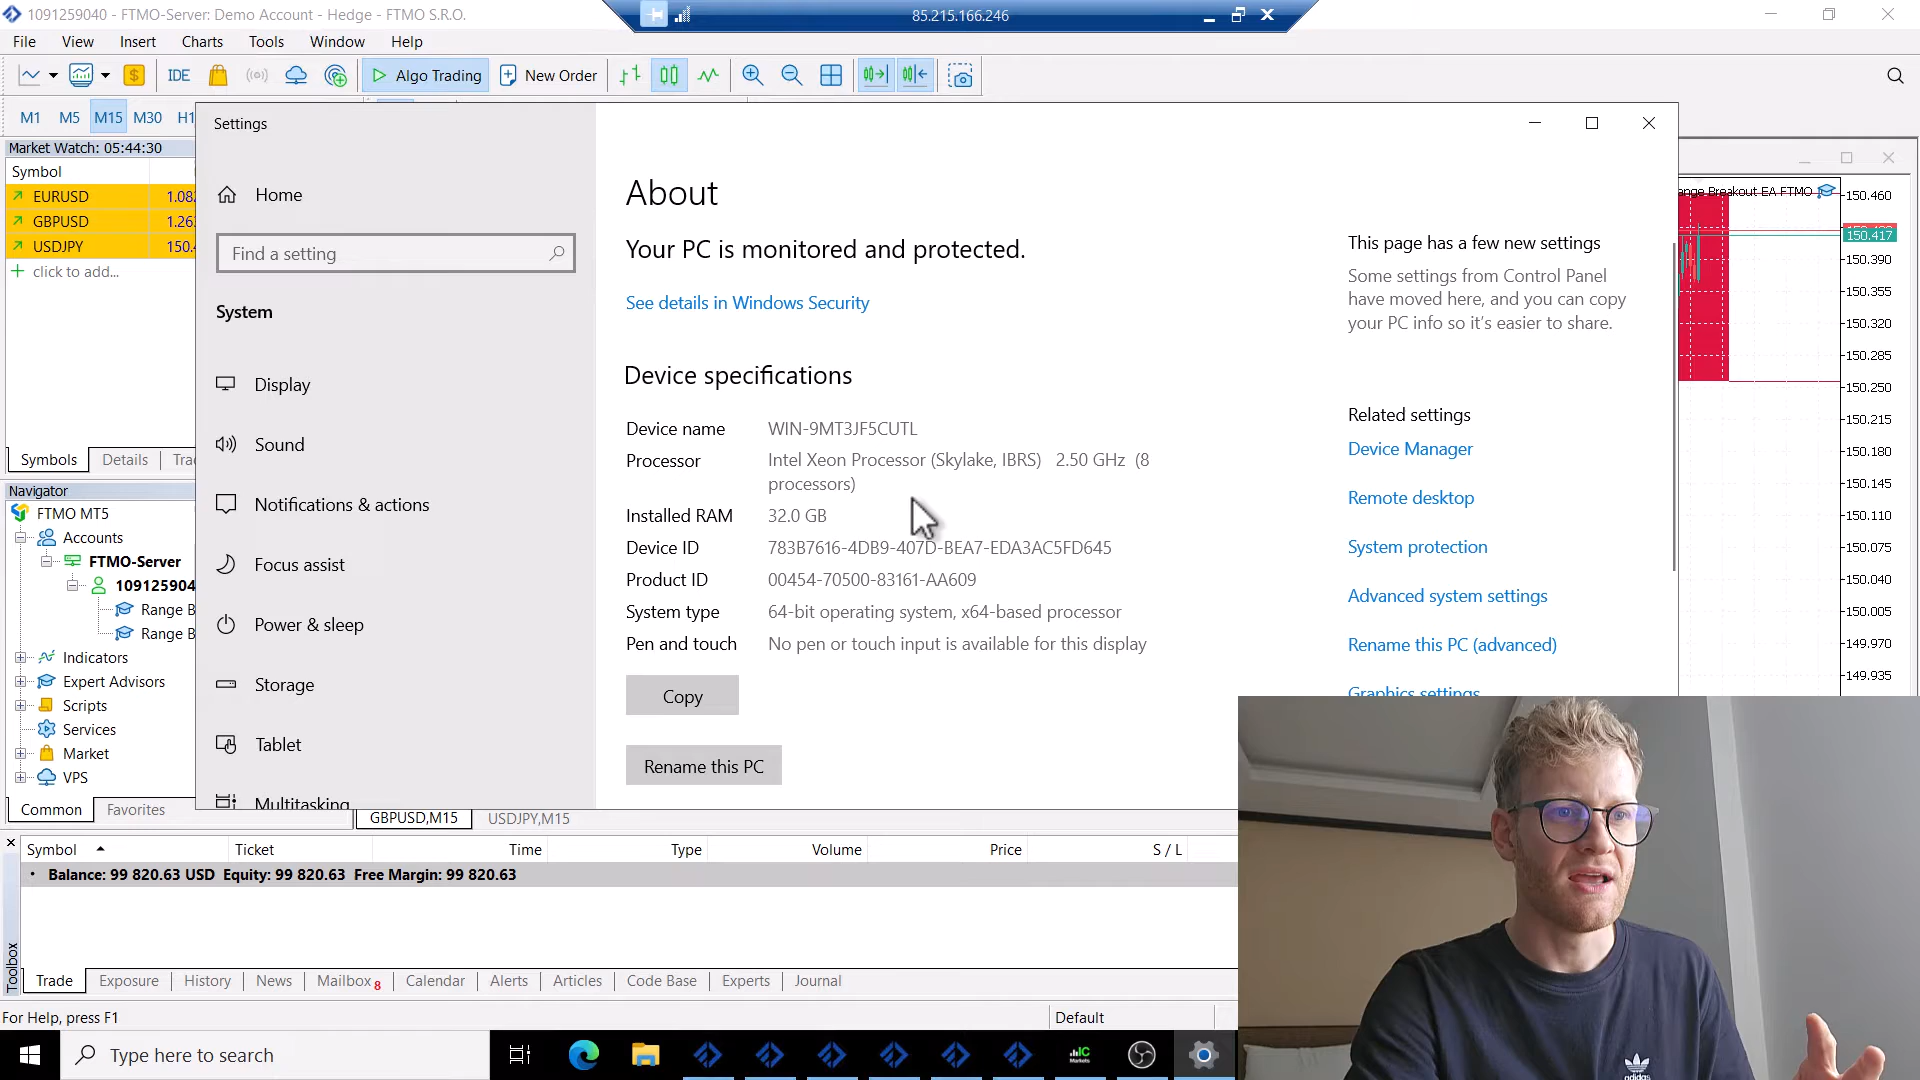 1091259040 - FTMO-Server: Demo Account - Hedge - FTMO S.R.O.
85.215.166.246
File View Insert Charts Tools Window Help
IDE Algo Trading New Order
M1 M5 M15 M30 H1
Market Watch: 05:44:30
Symbol
EURUSD 1.08
GBPUSD 1.26
USDJPY 150.4
click to add...
Symbols Details
Navigator
FTMO MT5
Accounts
FTMO-Server
1091259040
Range B
Range B
Indicators
Expert Advisors
Scripts
Services
Market
VPS
Common Favorites
Settings
Home
Find a setting
System
Display
Sound
Notifications & actions
Focus assist
Power & sleep
Storage
Tablet
Multitasking
About
Your PC is monitored and protected.
See details in Windows Security
Device specifications
Device name WIN-9MT3JF5CUTL
Processor Intel Xeon Processor (Skylake, IBRS) 2.50 GHz (8
processors)
Installed RAM 32.0 GB
Device ID 783B7616-4DB9-407D-BEA7-EDA3AC5FD645
Product ID 00454-70500-83161-AA609
System type 64-bit operating system, x64-based processor
Pen and touch No pen or touch input is available for this display
Copy
Rename this PC
This page has a few new settings
Some settings from Control Panel
have moved here, and you can copy
your PC info so it's easier to share.
Related settings
Device Manager
Remote desktop
System protection
Advanced system settings
Rename this PC (advanced)
Graphics settings
ange Breakout EA FTMO
150.460
150.417
150.390
150.355
150.320
150.285
150.250
150.215
150.180
150.145
150.110
150.075
150.040
150.005
149.970
149.935
GBPUSD,M15 USDJPY,M15
Symbol Ticket Time Type Volume Price S / L
Balance: 99 820.63 USD Equity: 99 820.63 Free Margin: 99 820.63
Toolbox
Trade Exposure History News Mailbox 8 Calendar Alerts Articles Code Base Experts Journal
For Help, press F1
Default
Type here to search
IC
Markets
adidas